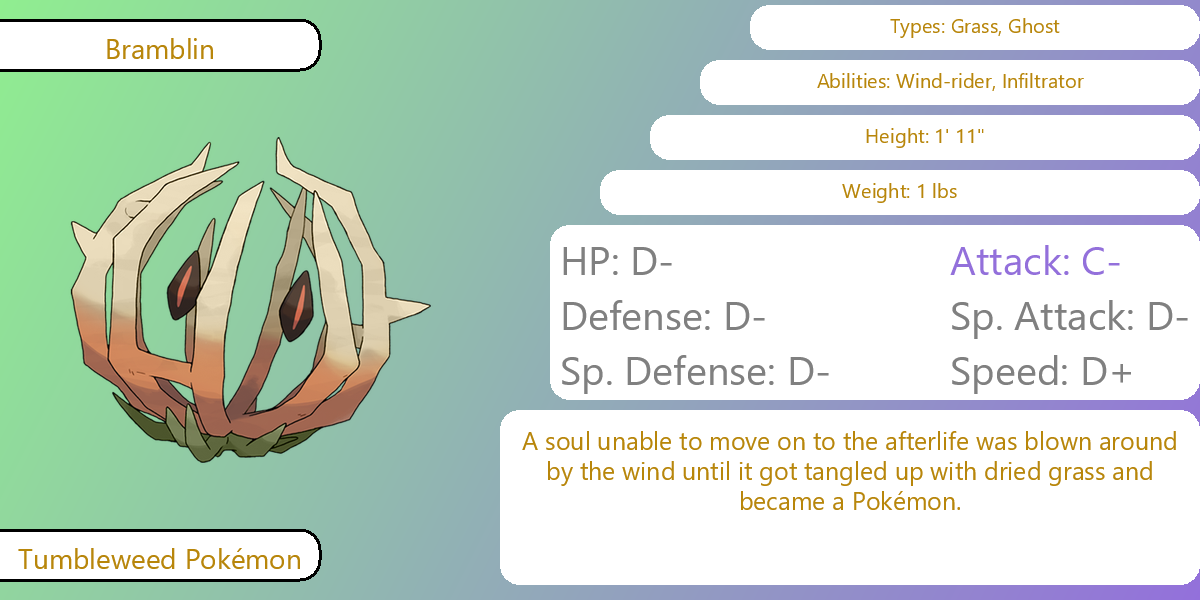 Bramblin
Types: Grass, Ghost
Abilities: Wind-rider, Infiltrator
Height: 1' 11"
Weight: 1 lbs
HP: D-
Attack: C-
Defense: D-
Sp. Attack: D-
Sp. Defense: D-
Speed: D+
A soul unable to move on to the afterlife was blown around
by the wind until it got tangled up with dried grass and
became a Pokémon.
Tumbleweed Pokémon